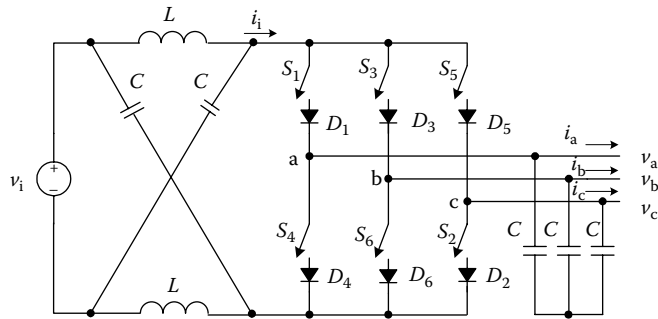 L
i_i
C
C
S_1
S_3
S_5
D_1
D_3
D_5
i_a
v_a
a
i_b
v_b
b
i_c
v_c
c
v_i
+
−
S_4
S_6
S_2
C
C
C
L
D_4
D_6
D_2